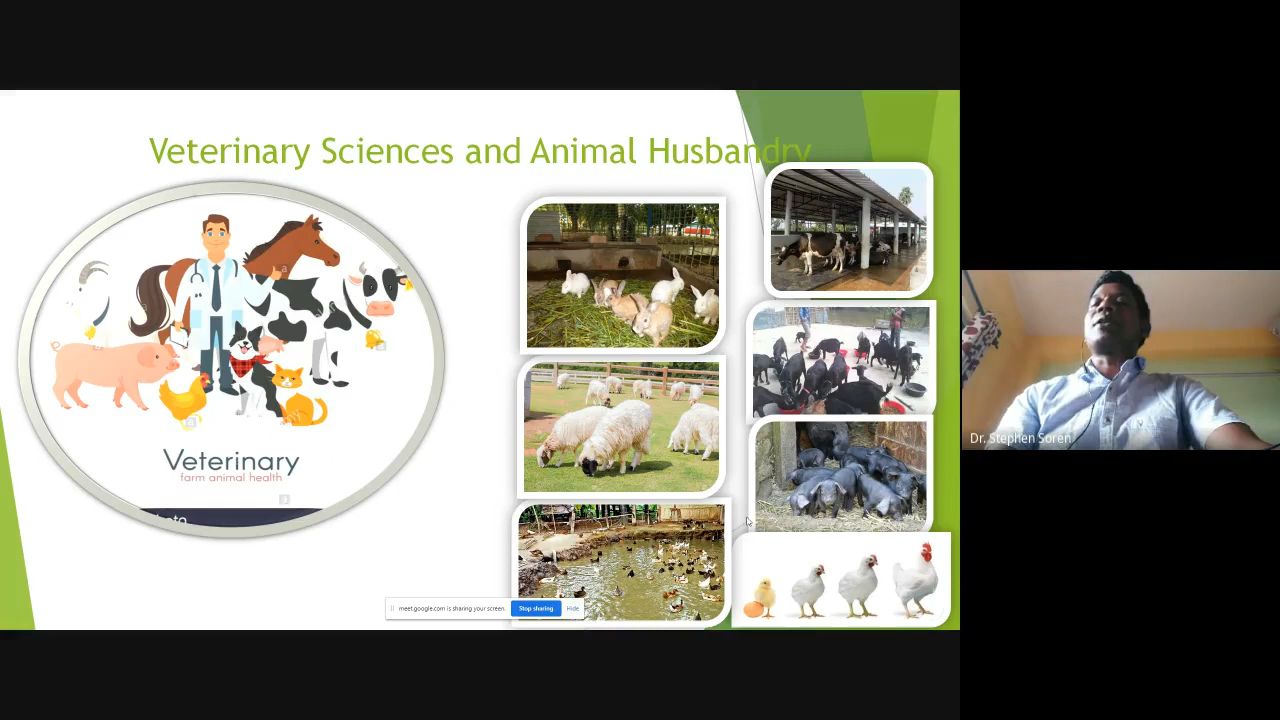 Veterinary Sciences and Animal Husbandry
Veterinary
farm animal health
meet.google.com is sharing your screen.
Stop sharing
Hide
Dr. Stephen Soren